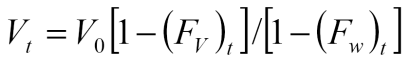 V_t = V_0 [1 − (F_V)_t] / [1 − (F_w)_t]